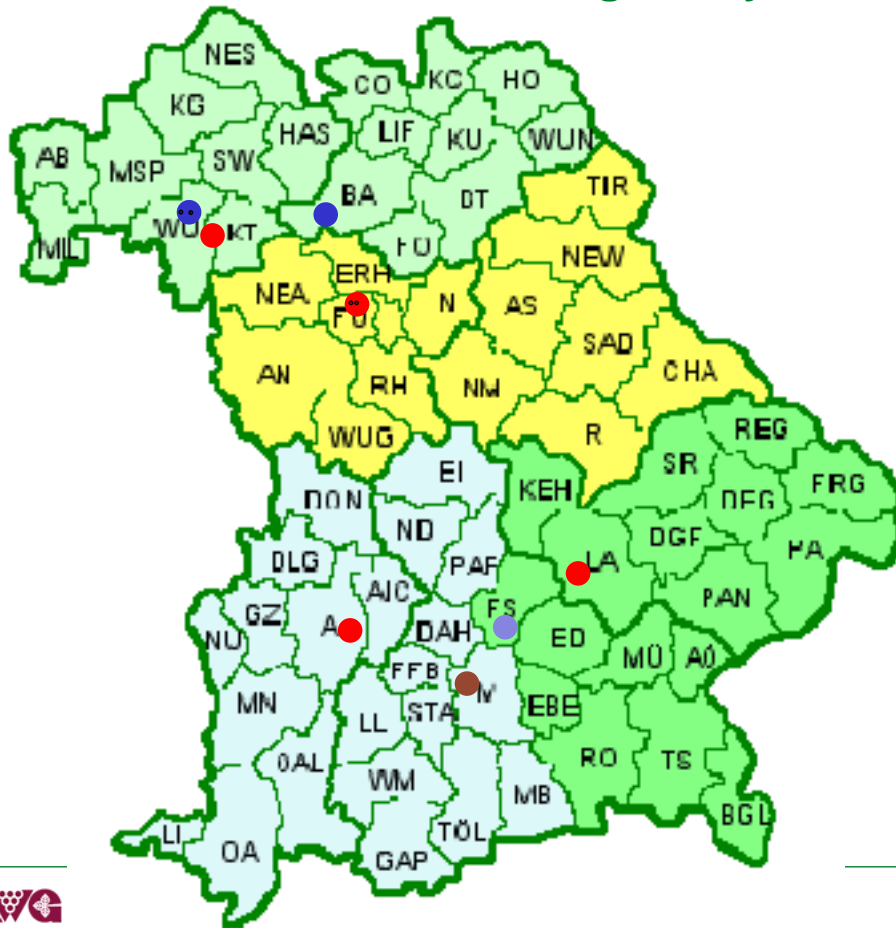 NES
CO KC HO
KG
HAS LIF KU WUN
AB MSP SW
BA BT TIR
WÜ KT
MIL FO NEW
ERH
NEA N AS
FÜ
SAD
AN RH NM CHA
WUG R REG
EI SR
KEH DEG FRG
DON
ND DGF
DLG PAF LA PA
AIC PAN
GZ FS
NU A DAH ED
MÜ AÖ
FFB
MN M
STA EBE
LL
OAL RO TS
WM
MB
BGL
LI TÖL
OA GAP
WG